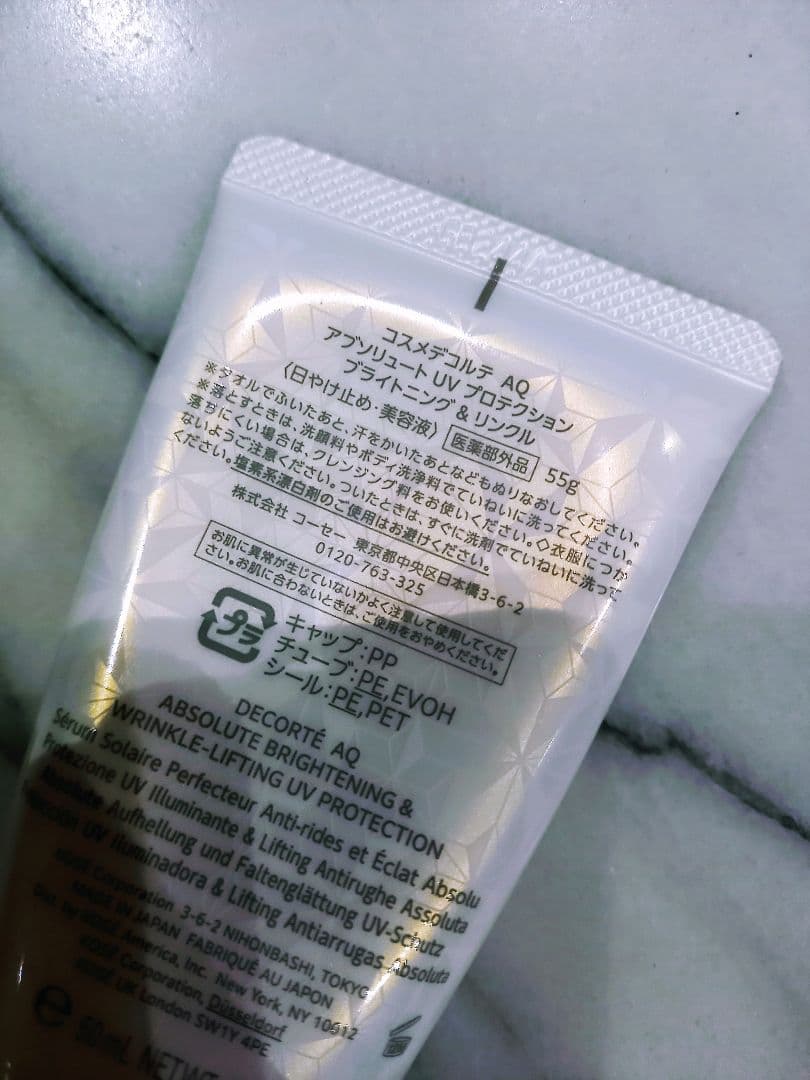 コスメデコルテ AQ
アブソリュート UV プロテクション
ブライトニング & リンクル
〈日やけ止め・美容液〉 医薬部外品 55g
※タオルでふいたあと、汗をかいたあとなどもぬりなおしてください。
※落とすときは、洗顔料やボディ洗浄料でていねいに洗ってください。
落ちにくい場合は、クレンジング料をお使いください。◇衣服につか
ないようご注意ください。ついたときは、すぐに洗剤でていねいに洗って
ください。塩素系漂白剤のご使用はお避けください。
株式会社 コーセー 東京都中央区日本橋3-6-2
0120-763-325
お肌に異常が生じていないかよく注意して使用してくだ
さい。お肌に合わないときは、ご使用をおやめください。
プラ
キャップ:PP
チューブ:PE,EVOH
シール:PE,PET
DECORTÉ AQ
ABSOLUTE BRIGHTENING &
WRINKLE-LIFTING UV PROTECTION
Sérum Solaire Perfecteur Anti-rides et Éclat Absolu
Protezione UV Illuminante & Lifting Antirughe Assoluta
Absolute Aufhellung und Faltenglättung UV-Schutz
UV Iluminadora & Lifting Antiarrugas Absoluta
KOSÉ Corporation 3-6-2 NIHONBASHI, TOKYO
MADE IN JAPAN FABRIQUÉ AU JAPON
Dist. by KOSÉ America, Inc. New York, NY 10012
KOSÉ Corporation, Düsseldorf
KOSÉ UK London SW1Y 4PE
e 50mL NET